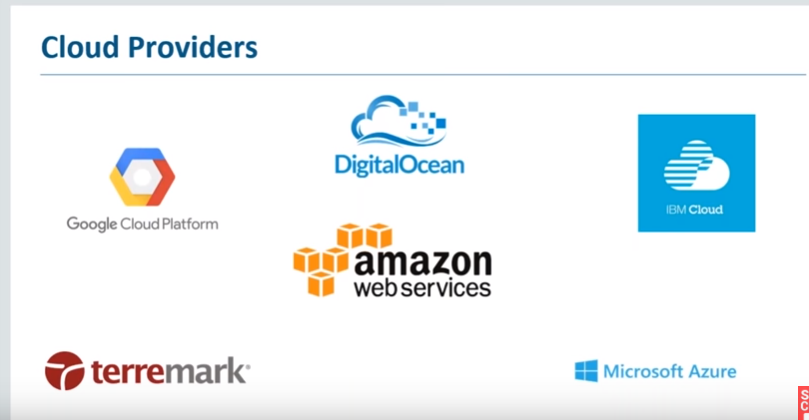 Cloud Providers
DigitalOcean
Google Cloud Platform
IBM Cloud
amazon
web services
terremark®
Microsoft Azure
S
C